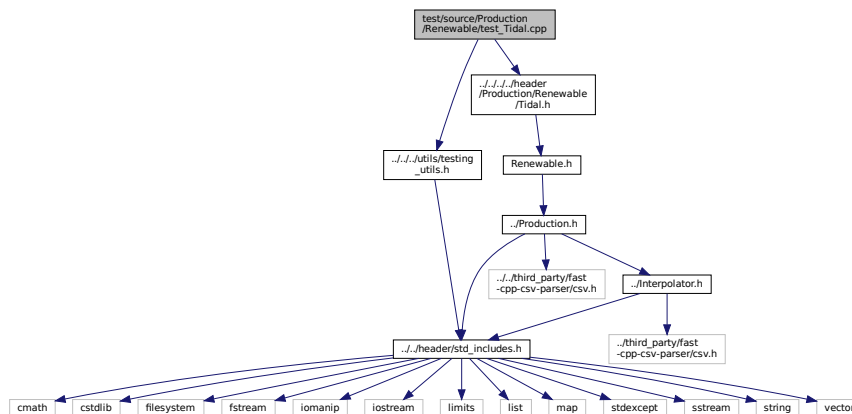 test/source/Production
/Renewable/test_Tidal.cpp
../../../../header
/Production/Renewable
/Tidal.h
../../../utils/testing
_utils.h
Renewable.h
../Production.h
../../third_party/fast
-cpp-csv-parser/csv.h
../Interpolator.h
../third_party/fast
-cpp-csv-parser/csv.h
../../header/std_includes.h
cmath
cstdlib
filesystem
fstream
iomanip
iostream
limits
list
map
stdexcept
sstream
string
vector